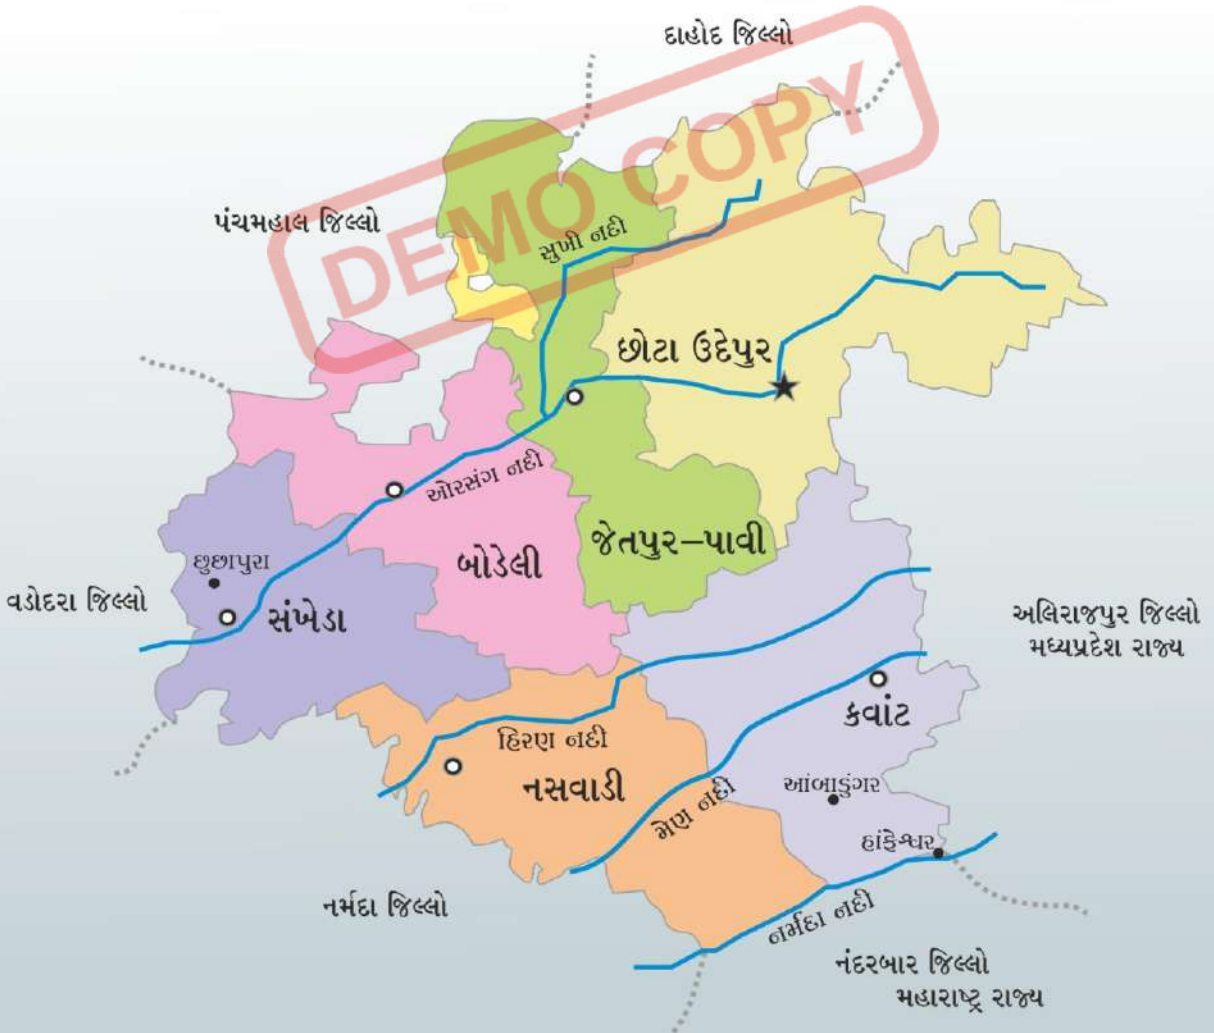 દાહોદ જિલ્લો
DEMO COPY
પંચમહાલ જિલ્લો
સુખી નદી
છોટા ઉદેપુર
ઓરસંગ નદી
જેતપુર–પાવી
બોડેલી
છુછાપુરા
વડોદરા જિલ્લો
સંખેડા
અલિરાજપુર જિલ્લો
મધ્યપ્રદેશ રાજ્ય
કવાંટ
હિરણ નદી
નસવાડી
આંબાડુંગર
મેણ નદી
હાંફેશ્વર
નર્મદા જિલ્લો
નર્મદા નદી
નંદરબાર જિલ્લો
મહારાષ્ટ્ર રાજ્ય